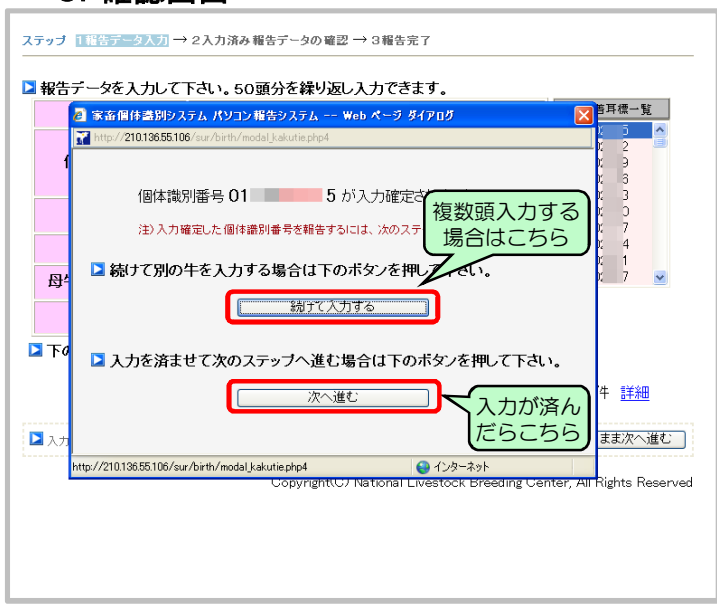 確認画面
ステップ 1報告データ入力 → 2入力済み報告データの確認 → 3報告完了
報告データを入力して下さい。50頭分を繰り返し入力できます。
耳標一覧
家畜個体識別システム パソコン報告システム -- Web ページ ダイアログ
http://210.136.55.106/sur/birth/modal_kakutie.php4
個体識別番号 01 5 が入力確定さ
注）入力確定した個体識別番号を報告するには、次のステ
複数頭入力する
場合はこちら
続けて別の牛を入力する場合は下のボタンを押して下さい。
母牛
続けて入力する
下の
入力を済ませて次のステップへ進む場合は下のボタンを押して下さい。
件 詳細
次へ進む
入力が済ん
だらこちら
入力
まま次へ進む
http://210.136.55.106/sur/birth/modal_kakutie.php4 インターネット
Copyright(C) National Livestock Breeding Center, All Rights Reserved